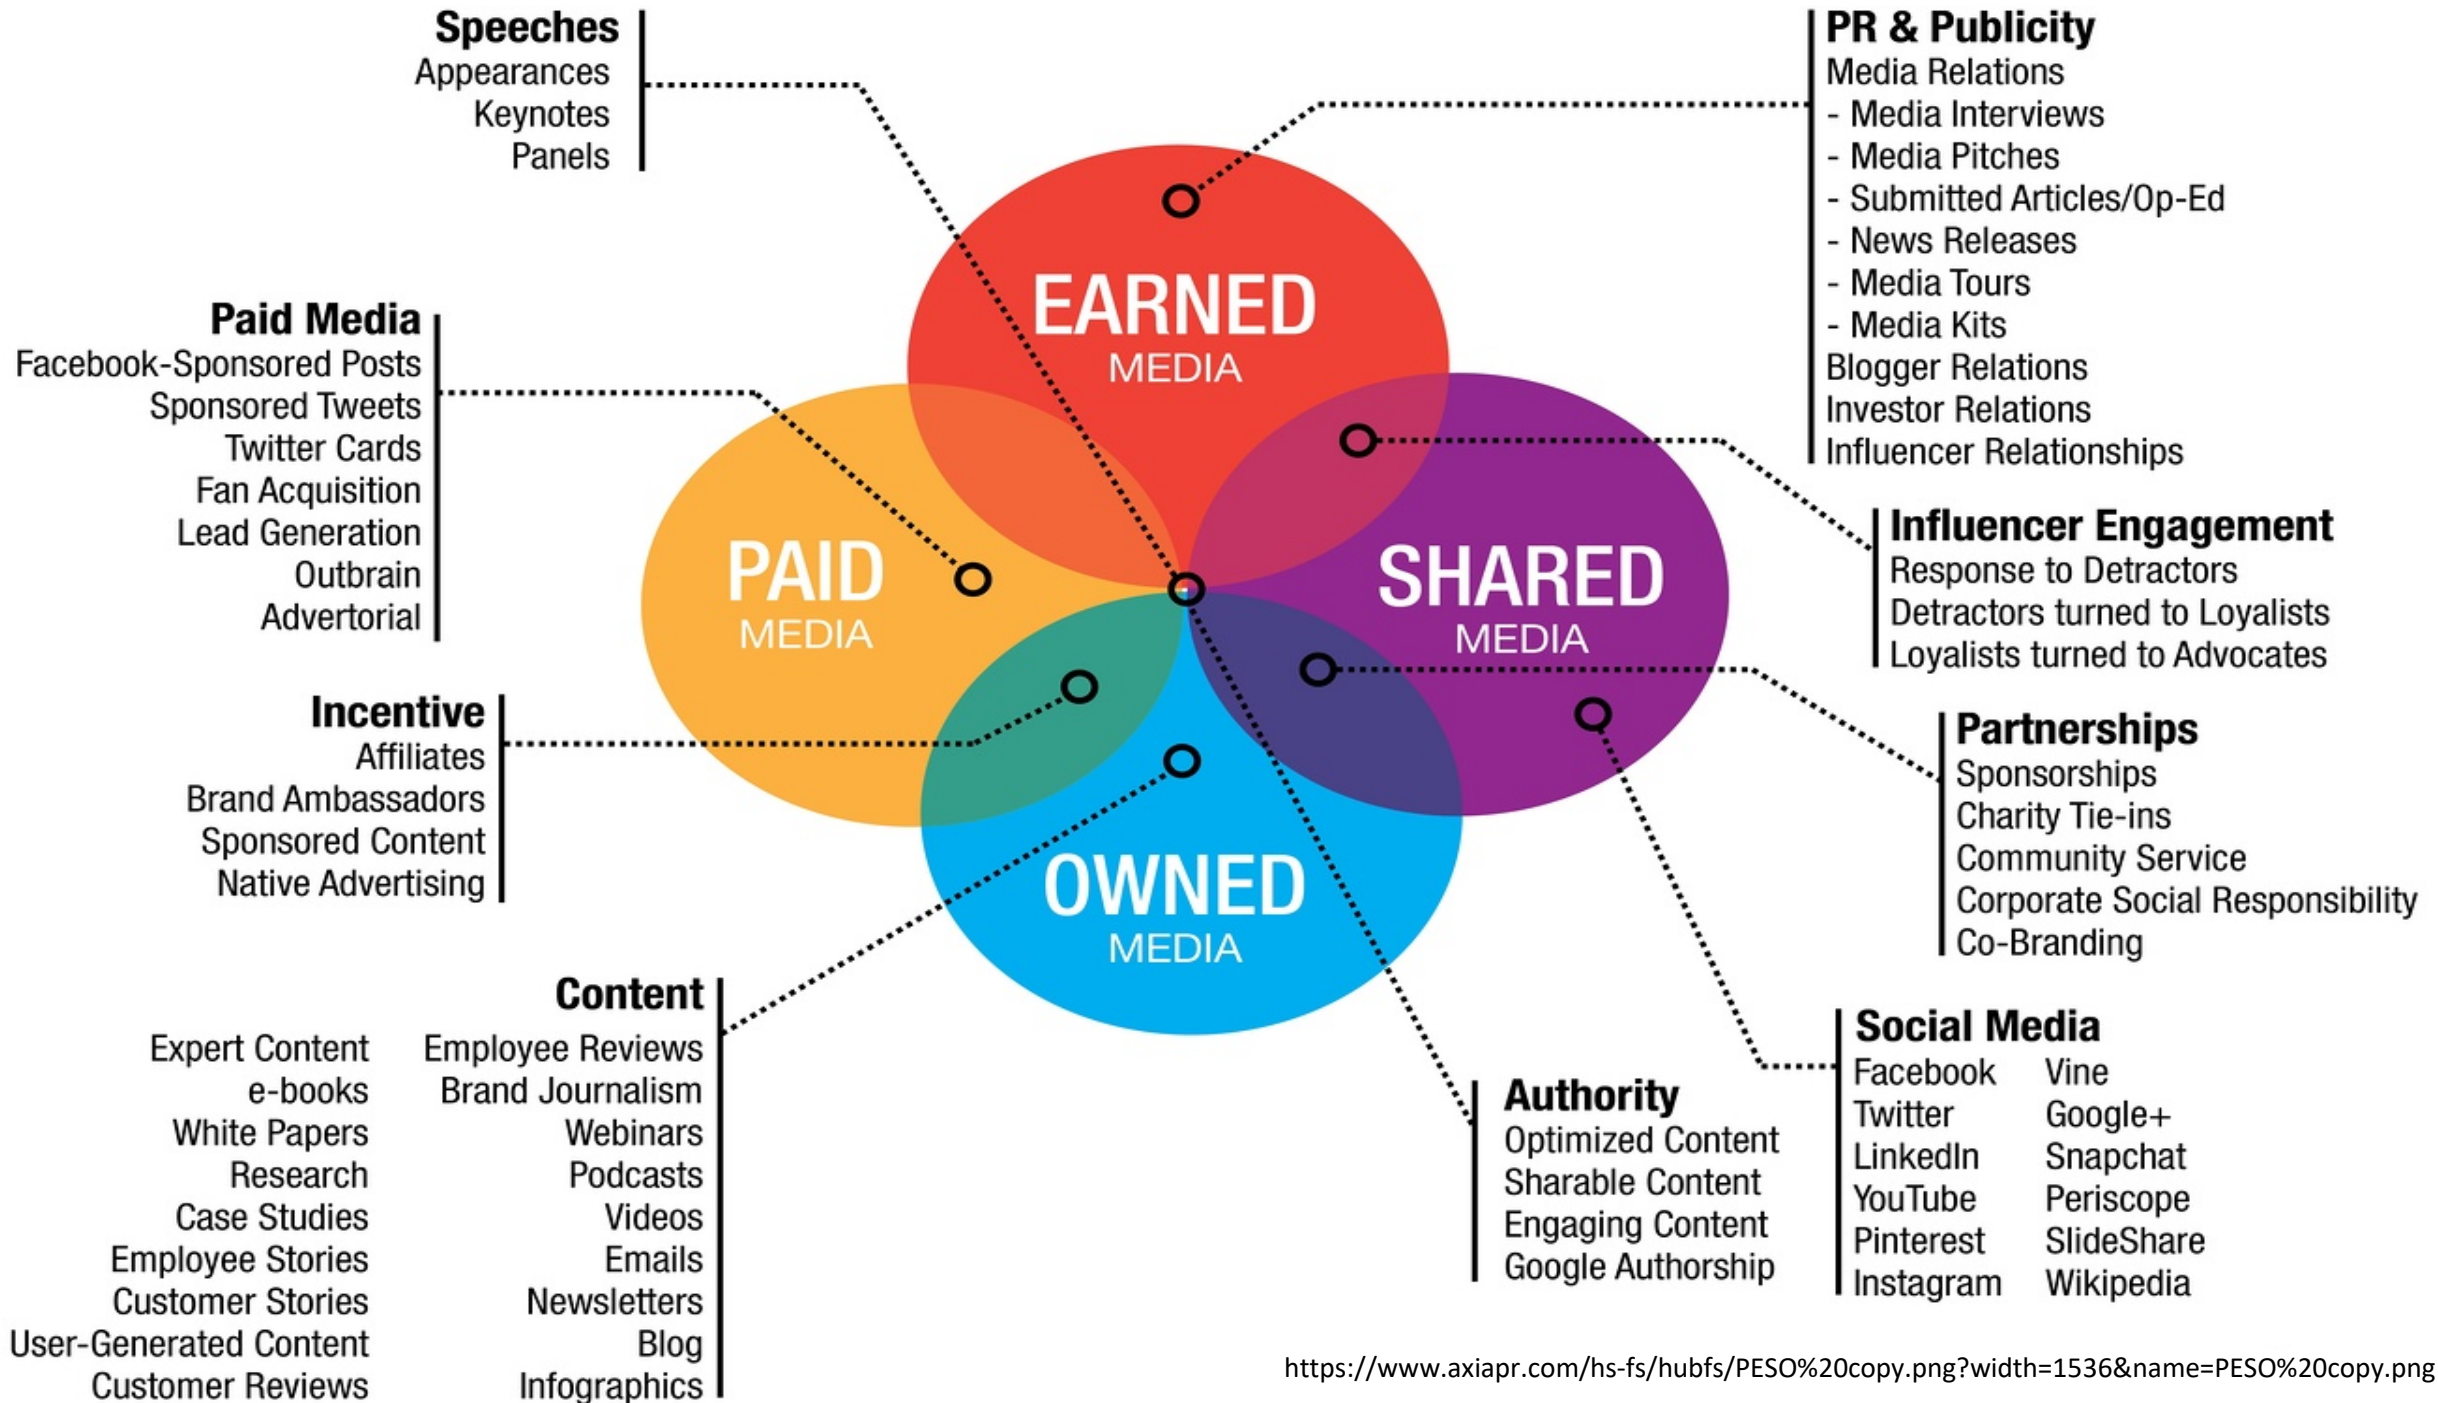 Speeches
Appearances
Keynotes
Panels
PR & Publicity
Media Relations
- Media Interviews
- Media Pitches
- Submitted Articles/Op-Ed
- News Releases
- Media Tours
- Media Kits
Blogger Relations
Investor Relations
Influencer Relationships
EARNED
MEDIA
Paid Media
Facebook-Sponsored Posts
Sponsored Tweets
Twitter Cards
Fan Acquisition
Lead Generation
Outbrain
Advertorial
PAID
MEDIA
SHARED
MEDIA
Influencer Engagement
Response to Detractors
Detractors turned to Loyalists
Loyalists turned to Advocates
Incentive
Affiliates
Brand Ambassadors
Sponsored Content
Native Advertising
Partnerships
Sponsorships
Charity Tie-ins
Community Service
Corporate Social Responsibility
Co-Branding
OWNED
MEDIA
Content
Expert Content
e-books
White Papers
Research
Case Studies
Employee Stories
Customer Stories
User-Generated Content
Customer Reviews
Employee Reviews
Brand Journalism
Webinars
Podcasts
Videos
Emails
Newsletters
Blog
Infographics
Authority
Optimized Content
Sharable Content
Engaging Content
Google Authorship
Social Media
Facebook
Twitter
LinkedIn
YouTube
Pinterest
Instagram
Vine
Google+
Snapchat
Periscope
SlideShare
Wikipedia
https://www.axiapr.com/hs-fs/hubfs/PESO%20copy.png?width=1536&name=PESO%20copy.png